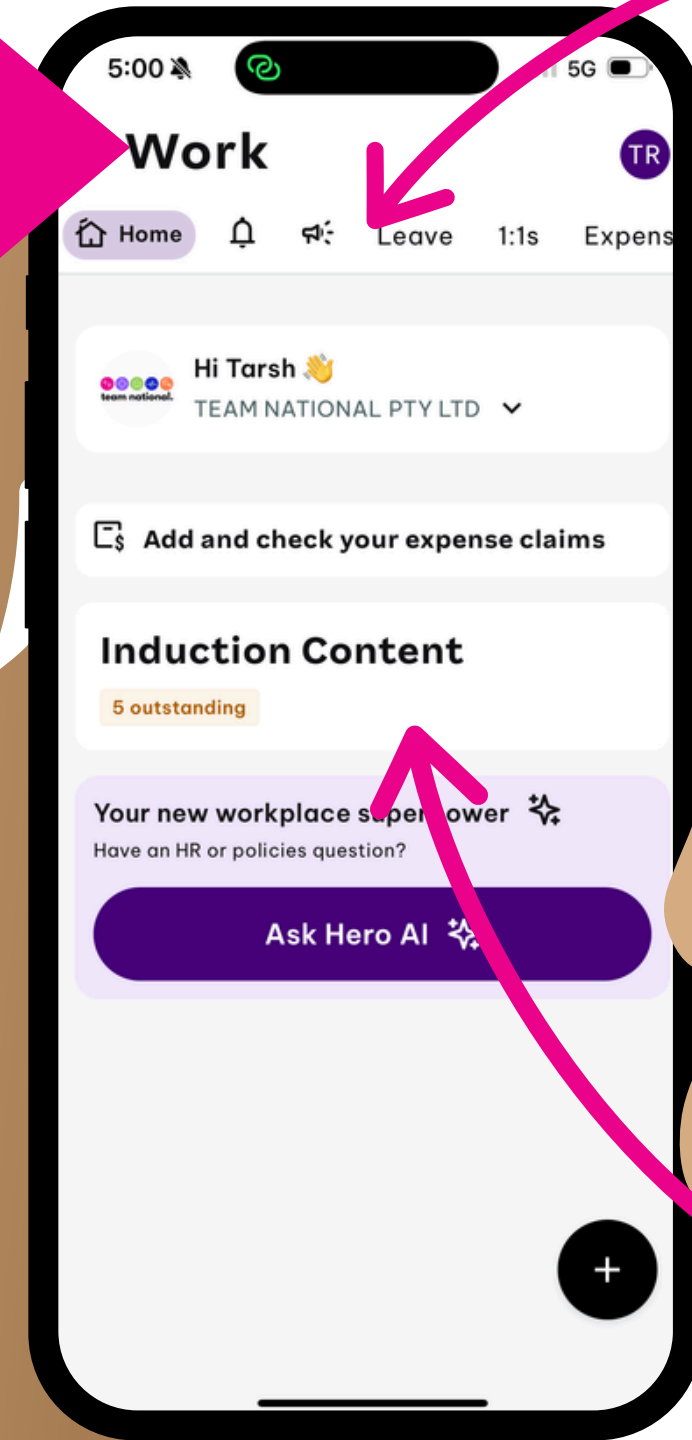 5:00
5G
Work
TR
Home
Leave
1:1s
Expens
Hi Tarsh 👋
team national.
TEAM NATIONAL PTY LTD
Add and check your expense claims
Induction Content
5 outstanding
Your new workplace superpower
Have an HR or policies question?
Ask Hero AI
+